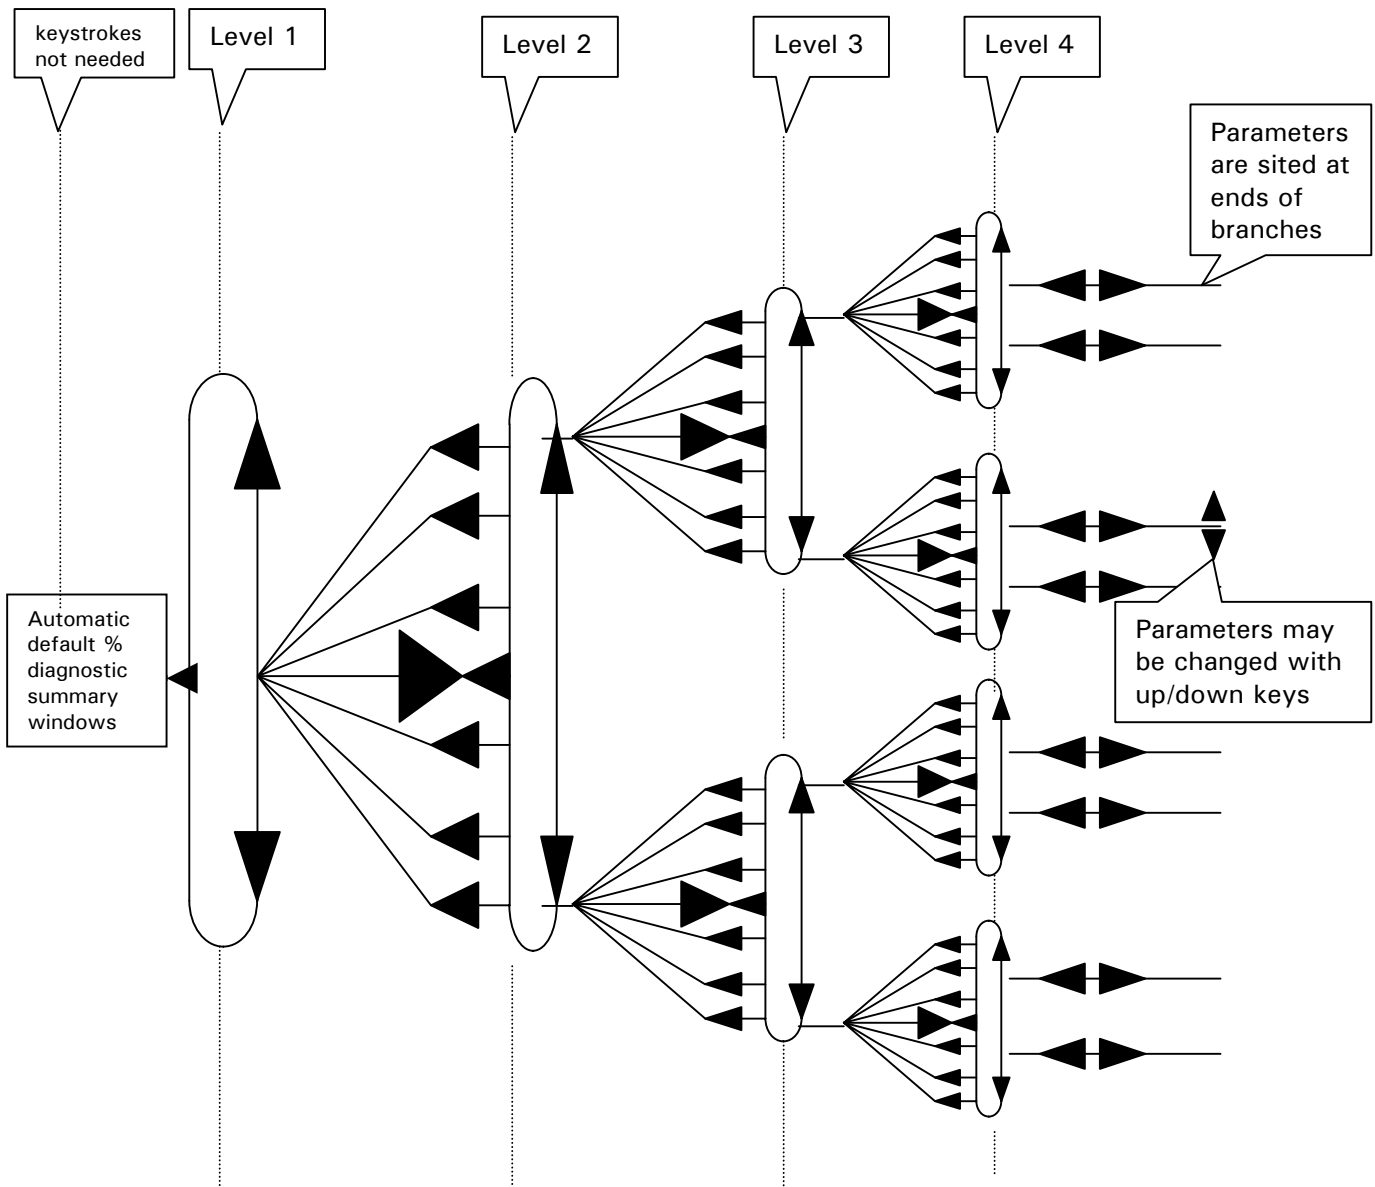 keystrokes
not needed
Level 1
Level 2
Level 3
Level 4
Parameters
are sited at
ends of
branches
Automatic
default %
diagnostic
summary
windows
Parameters may
be changed with
up/down keys